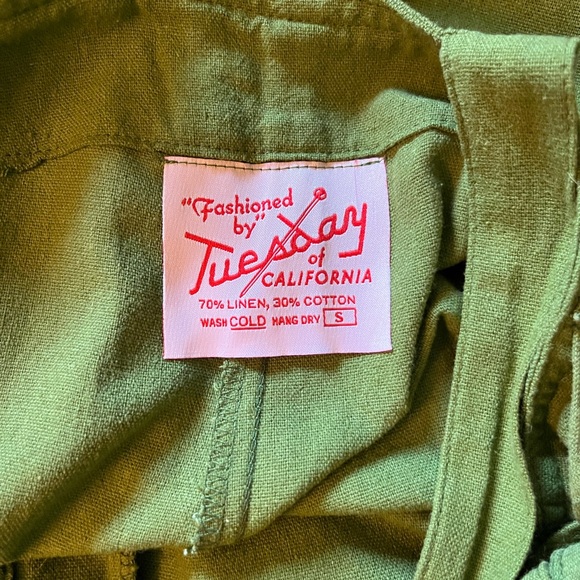 "Fashioned
by"
Tuesday
of
CALIFORNIA
70% LINEN, 30% COTTON
WASH COLD HANG DRY S